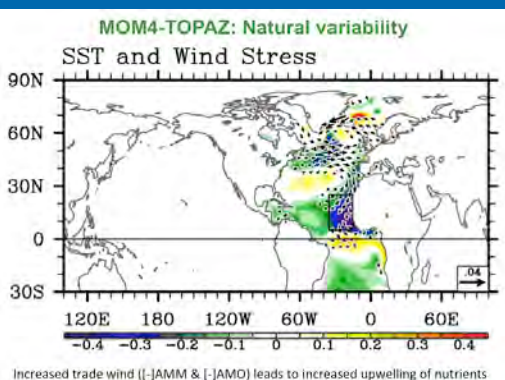 MOM4-TOPAZ: Natural variability
SST and Wind Stress
90N
60N
30N
0
30S
.04
120E 180 120W 60W 0 60E
-0.4 -0.3 -0.2 -0.1 0 0.1 0.2 0.3 0.4
Increased trade wind ([-]AMM & [-]AMO) leads to increased upwelling of nutrients